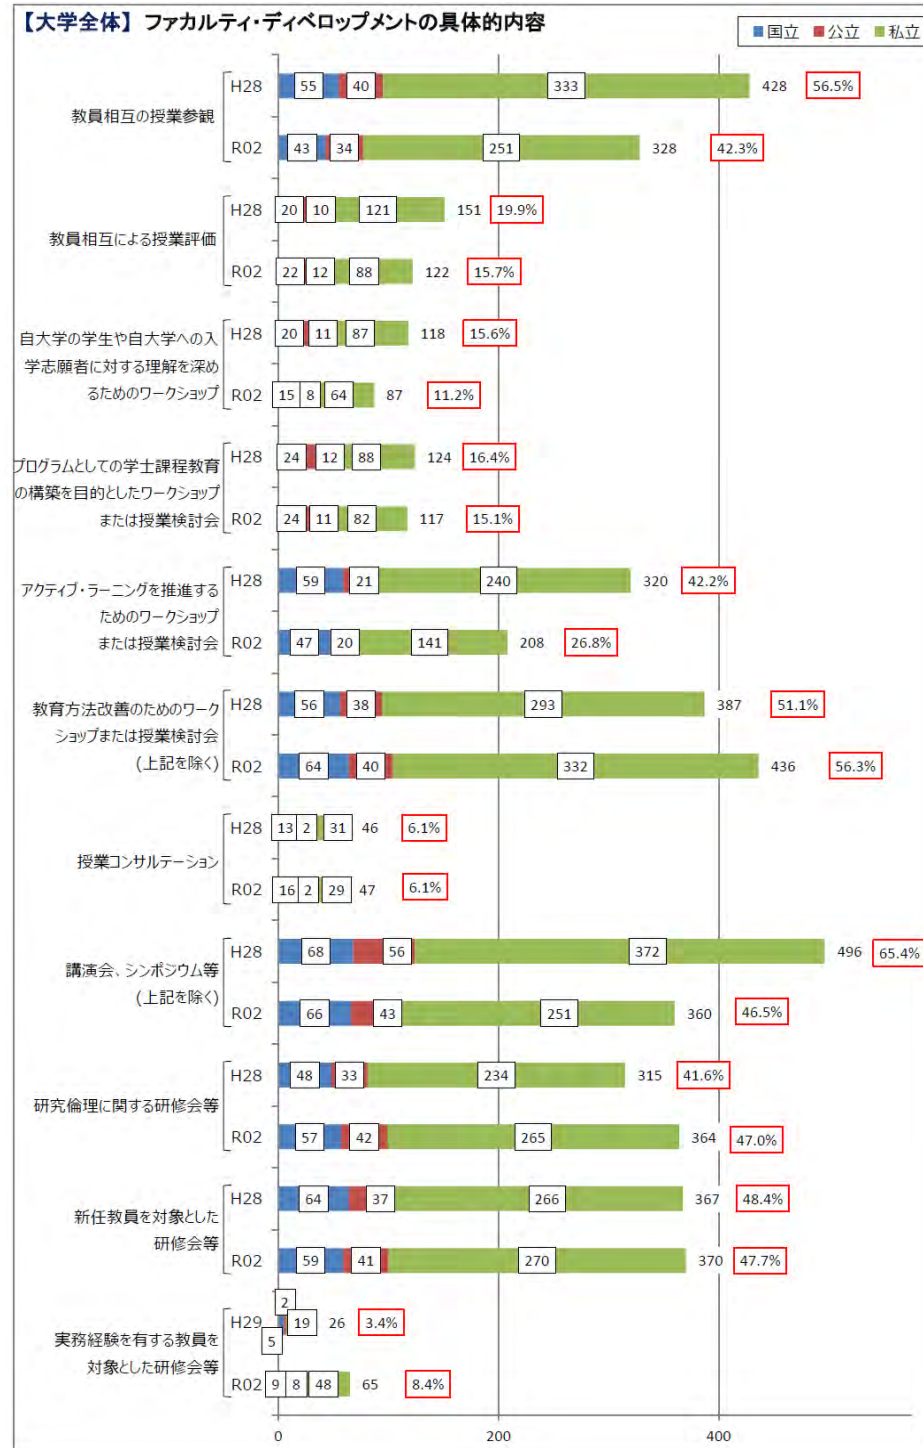 【大学全体】 ファカルティ・ディベロップメントの具体的内容
国立 公立 私立
教員相互の授業参観
H28 55 40 333 428 56.5%
R02 43 34 251 328 42.3%
教員相互による授業評価
H28 20 10 121 151 19.9%
R02 22 12 88 122 15.7%
自大学の学生や自大学への入
学志願者に対する理解を深め
るためのワークショップ
H28 20 11 87 118 15.6%
R02 15 8 64 87 11.2%
プログラムとしての学士課程教育
の構築を目的としたワークショップ
または授業検討会
H28 24 12 88 124 16.4%
R02 24 11 82 117 15.1%
アクティブ・ラーニングを推進する
ためのワークショップ
または授業検討会
H28 59 21 240 320 42.2%
R02 47 20 141 208 26.8%
教育方法改善のためのワーク
ショップまたは授業検討会
(上記を除く)
H28 56 38 293 387 51.1%
R02 64 40 332 436 56.3%
授業コンサルテーション
H28 13 2 31 46 6.1%
R02 16 2 29 47 6.1%
講演会、シンポジウム等
(上記を除く)
H28 68 56 372 496 65.4%
R02 66 43 251 360 46.5%
研究倫理に関する研修会等
H28 48 33 234 315 41.6%
R02 57 42 265 364 47.0%
新任教員を対象とした
研修会等
H28 64 37 266 367 48.4%
R02 59 41 270 370 47.7%
実務経験を有する教員を
対象とした研修会等
H29 5 2 19 26 3.4%
R02 9 8 48 65 8.4%
0 200 400